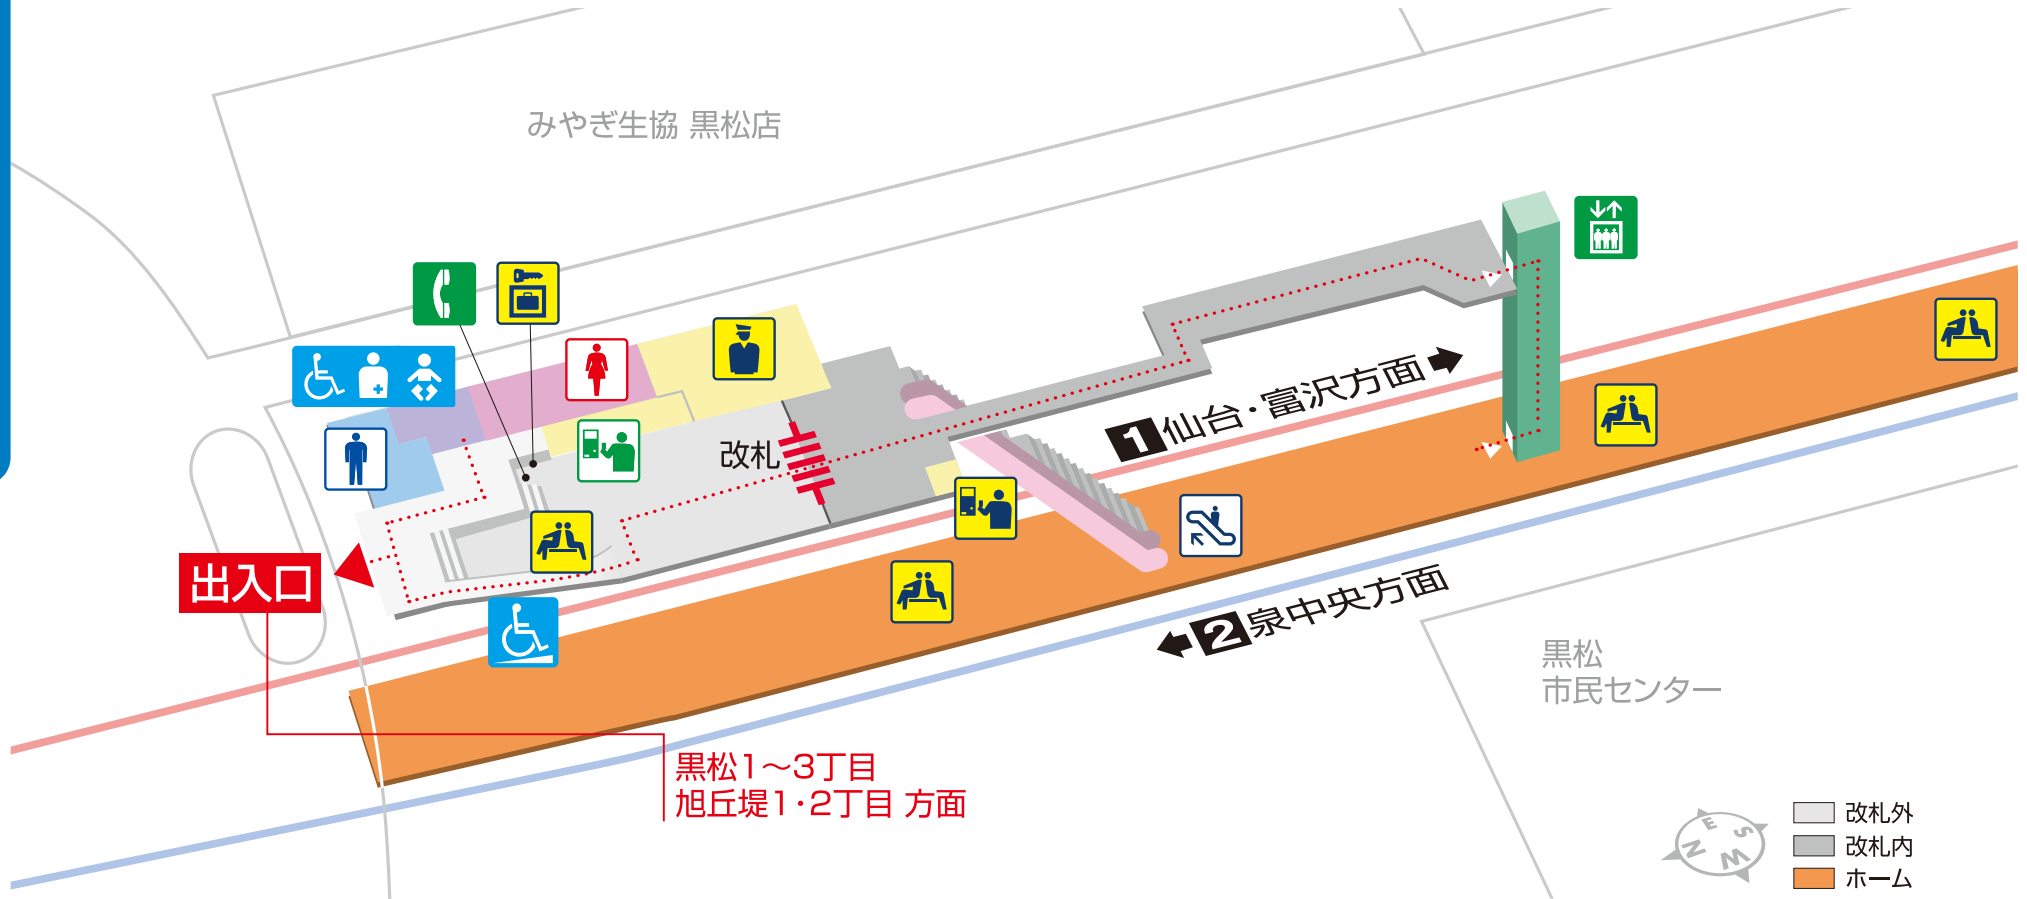 みやぎ生協 黒松店
改札
1仙台・富沢方面
出入口
2泉中央方面
黒松
市民センター
黒松1〜3丁目
旭丘堤1・2丁目 方面
E
S
N
W
改札外
改札内
ホーム